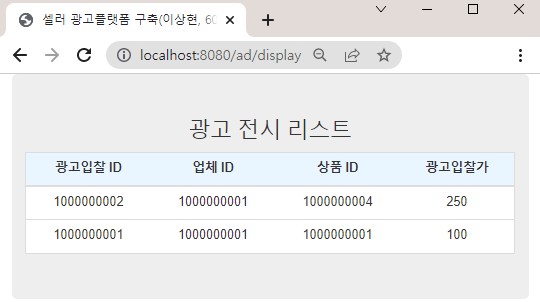 셀러 광고플랫폼 구축(이상현, 60
localhost:8080/ad/display
광고 전시 리스트
광고입찰 ID 업체 ID 상품 ID 광고입찰가
1000000002 1000000001 1000000004 250
1000000001 1000000001 1000000001 100